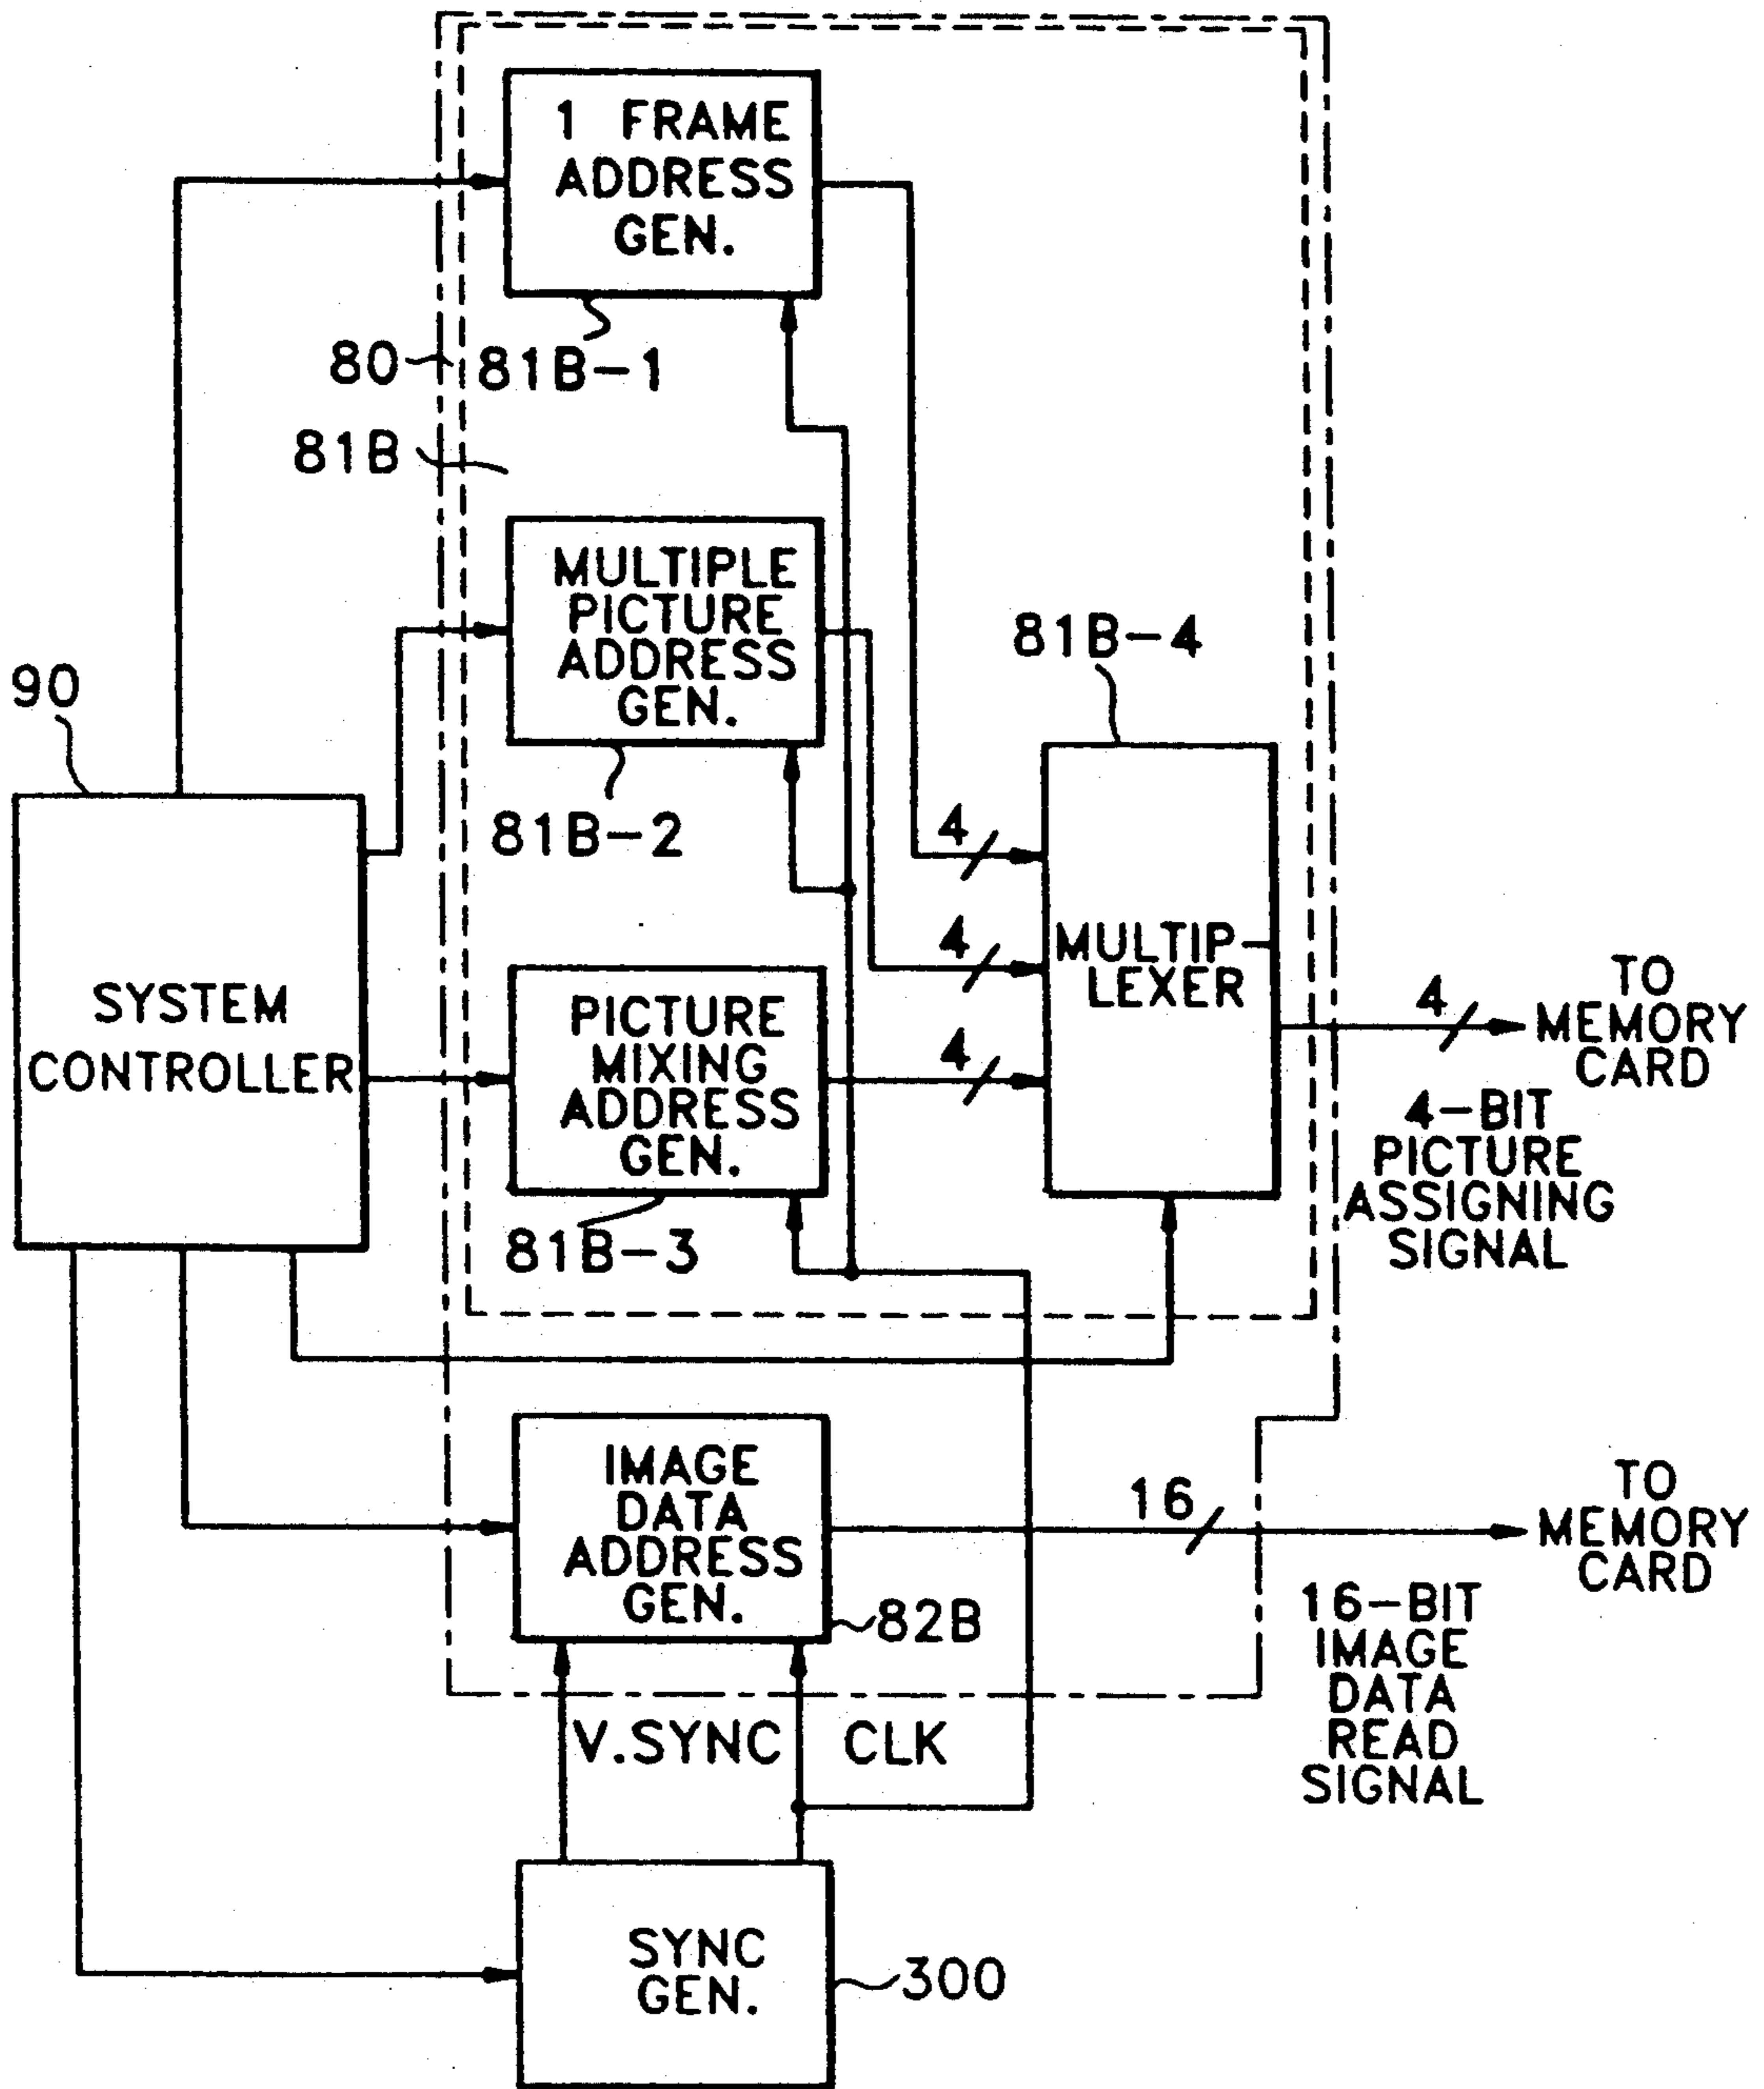 1 FRAME
ADDRESS
GEN.
80
81B-1
81B
MULTIPLE
PICTURE
ADDRESS
GEN.
81B-4
90
81B-2
4
4
MULTIP-
LEXER
SYSTEM
CONTROLLER
PICTURE
MIXING
ADDRESS
GEN.
4
4
TO
MEMORY
CARD
81B-3
4-BIT
PICTURE
ASSIGNING
SIGNAL
IMAGE
DATA
ADDRESS
GEN.
16
TO
MEMORY
CARD
82B
16-BIT
IMAGE
DATA
READ
SIGNAL
V.SYNC
CLK
SYNC
GEN.
300